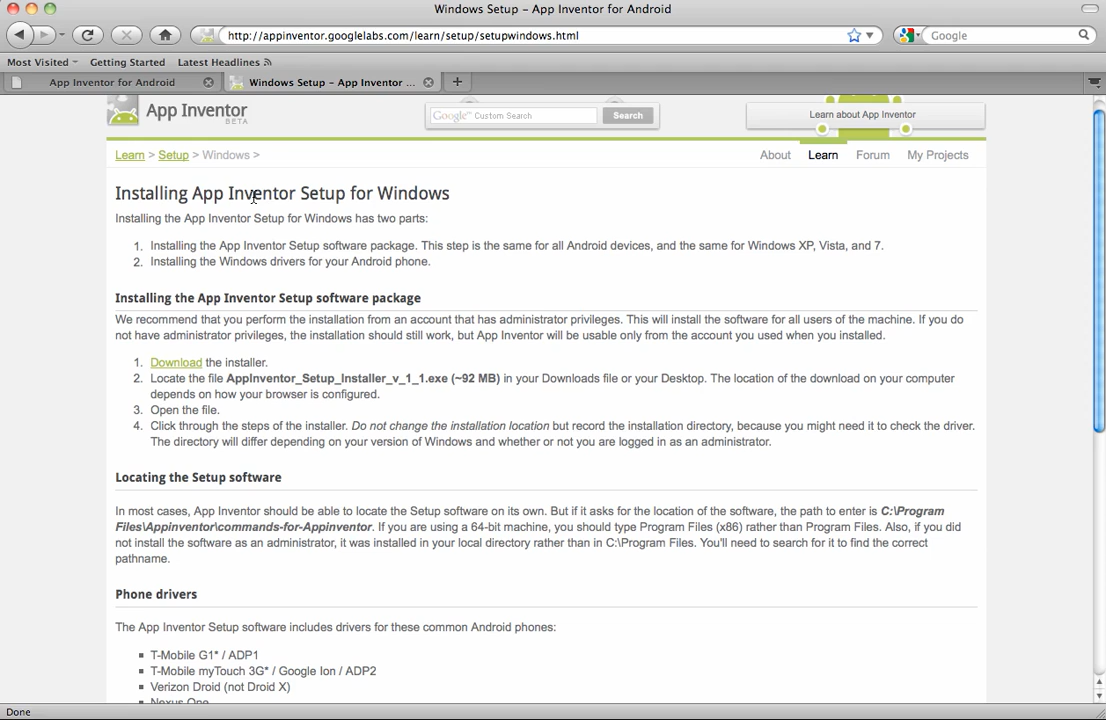 Windows Setup – App Inventor for Android
http://appinventor.googlelabs.com/learn/setup/setupwindows.html
Google
Most Visited Getting Started Latest Headlines
App Inventor for Android Windows Setup – App Inventor ... +
App Inventor
BETA
Google™ Custom Search Search
Learn about App Inventor
Learn > Setup > Windows >
About Learn Forum My Projects
Installing App Inventor Setup for Windows
Installing the App Inventor Setup for Windows has two parts:
1. Installing the App Inventor Setup software package. This step is the same for all Android devices, and the same for Windows XP, Vista, and 7.
2. Installing the Windows drivers for your Android phone.
Installing the App Inventor Setup software package
We recommend that you perform the installation from an account that has administrator privileges. This will install the software for all users of the machine. If you do
not have administrator privileges, the installation should still work, but App Inventor will be usable only from the account you used when you installed.
1. Download the installer.
2. Locate the file AppInventor_Setup_Installer_v_1_1.exe (~92 MB) in your Downloads file or your Desktop. The location of the download on your computer
depends on how your browser is configured.
3. Open the file.
4. Click through the steps of the installer. Do not change the installation location but record the installation directory, because you might need it to check the driver.
The directory will differ depending on your version of Windows and whether or not you are logged in as an administrator.
Locating the Setup software
In most cases, App Inventor should be able to locate the Setup software on its own. But if it asks for the location of the software, the path to enter is C:\Program
Files\Appinventor\commands-for-Appinventor. If you are using a 64-bit machine, you should type Program Files (x86) rather than Program Files. Also, if you did
not install the software as an administrator, it was installed in your local directory rather than in C:\Program Files. You'll need to search for it to find the correct
pathname.
Phone drivers
The App Inventor Setup software includes drivers for these common Android phones:
T-Mobile G1* / ADP1
T-Mobile myTouch 3G* / Google Ion / ADP2
Verizon Droid (not Droid X)
Nexus One
Done